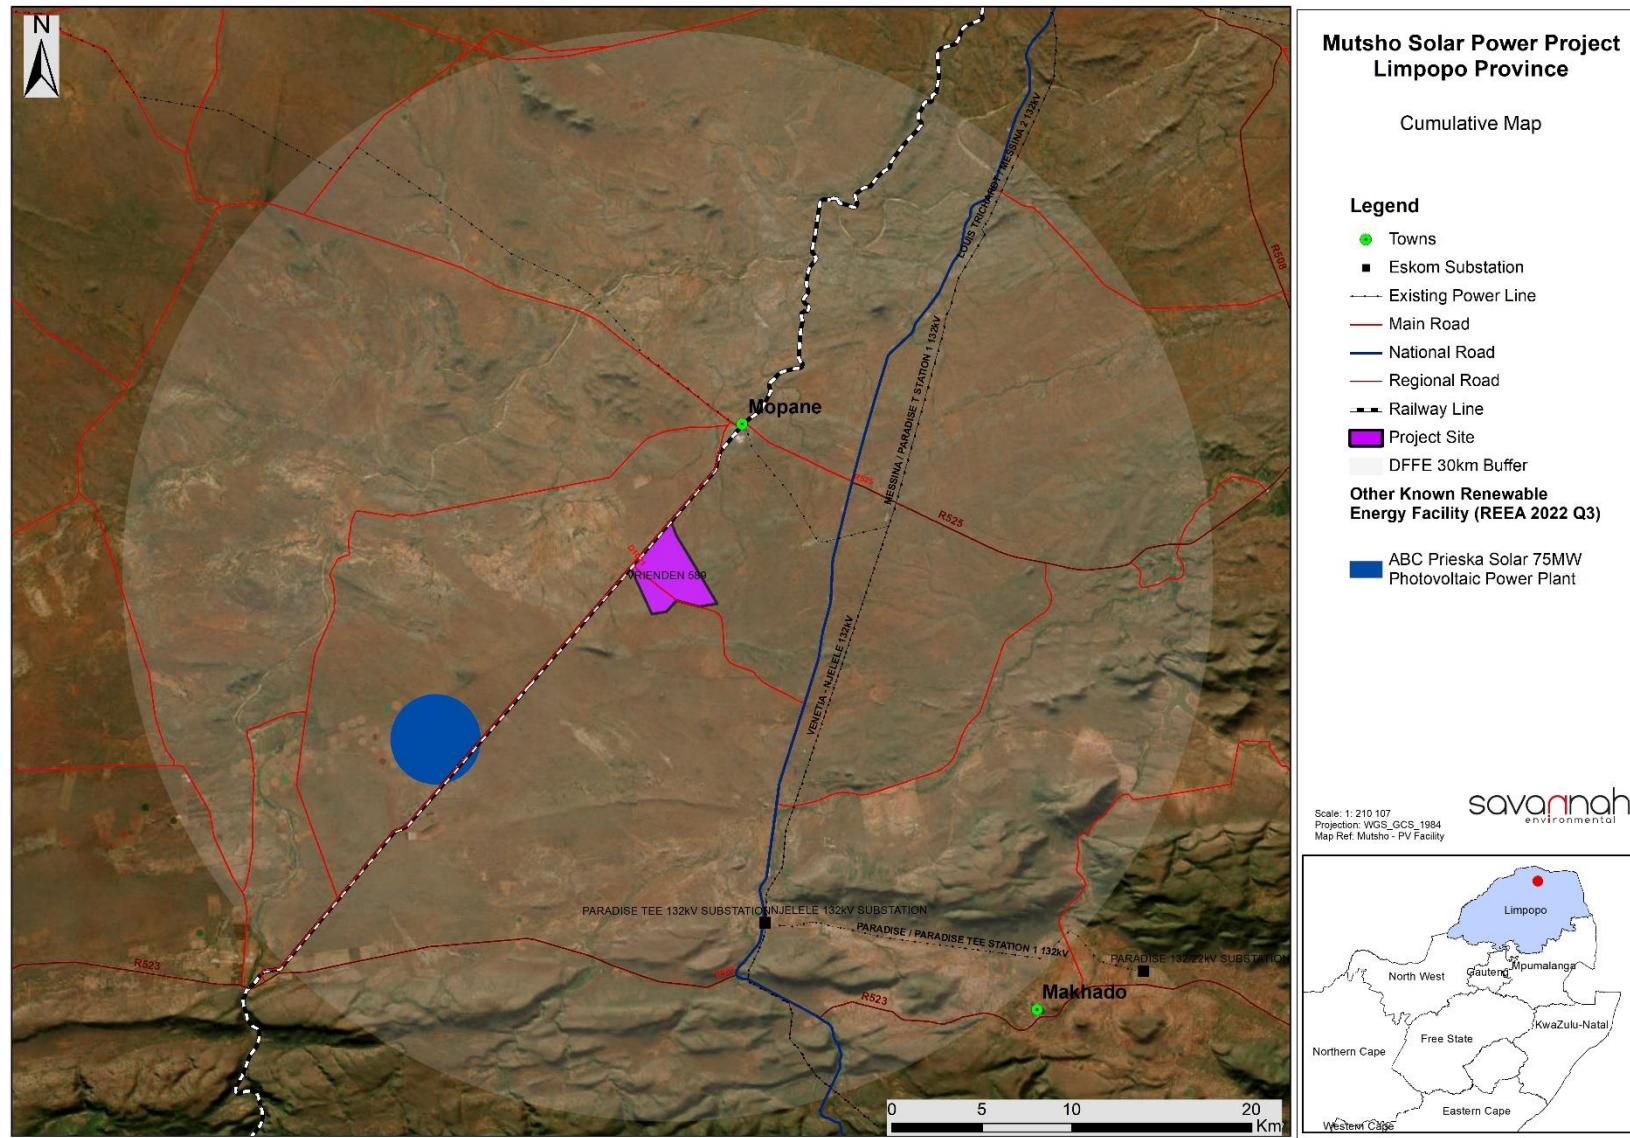 N
Mutsho Solar Power Project
Limpopo Province
Cumulative Map
Legend
Towns
Eskom Substation
Existing Power Line
Main Road
National Road
Regional Road
Railway Line
Project Site
DFFE 30km Buffer
Other Known Renewable
Energy Facility (REEA 2022 Q3)
ABC Prieska Solar 75MW
Photovoltaic Power Plant
LOUIS TRICHARDT / MESSINA 2 132kV
R508
MESSINA / PARADISE T STATION 1 132kV
Mopane
R525
R525
VRIENDEN 589
VENETIA - NJELELE 132kV
PARADISE TEE 132kV SUBSTATION
NJELELE 132kV SUBSTATION
PARADISE / PARADISE TEE STATION 1 132kV
PARADISE 132/22kV SUBSTATION
R523
R523
Makhado
0 5 10 20
Km
Scale: 1: 210 107
Projection: WGS_GCS_1984
Map Ref: Mutsho - PV Facility
savannah
environmental
Limpopo
North West
Gauteng
Mpumalanga
Free State
KwaZulu-Natal
Northern Cape
Eastern Cape
Western Cape